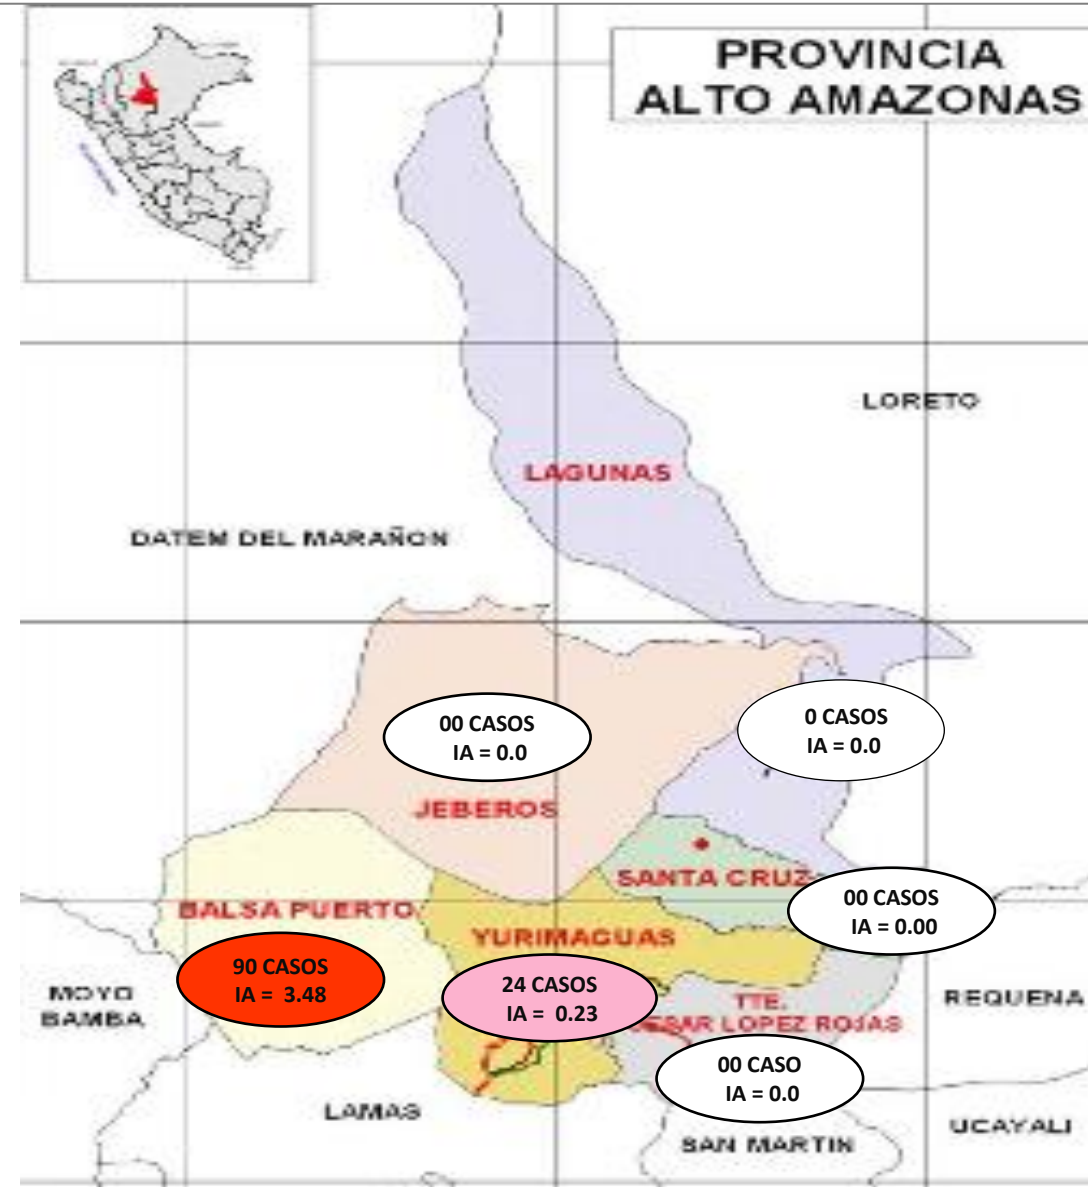 PROVINCIA
ALTO AMAZONAS
LORETO
LAGUNAS
DATEM DEL MARAÑON
00 CASOS
IA = 0.0
0 CASOS
IA = 0.0
JEBEROS
SANTA CRUZ
00 CASOS
IA = 0.00
BALSA PUERTO
YURIMAGUAS
90 CASOS
IA = 3.48
24 CASOS
IA = 0.23
MOYO
BAMBA
TTE.
ESAR LOPEZ ROJAS
REQUENA
00 CASO
IA = 0.0
LAMAS
SAN MARTIN
UCAYALI